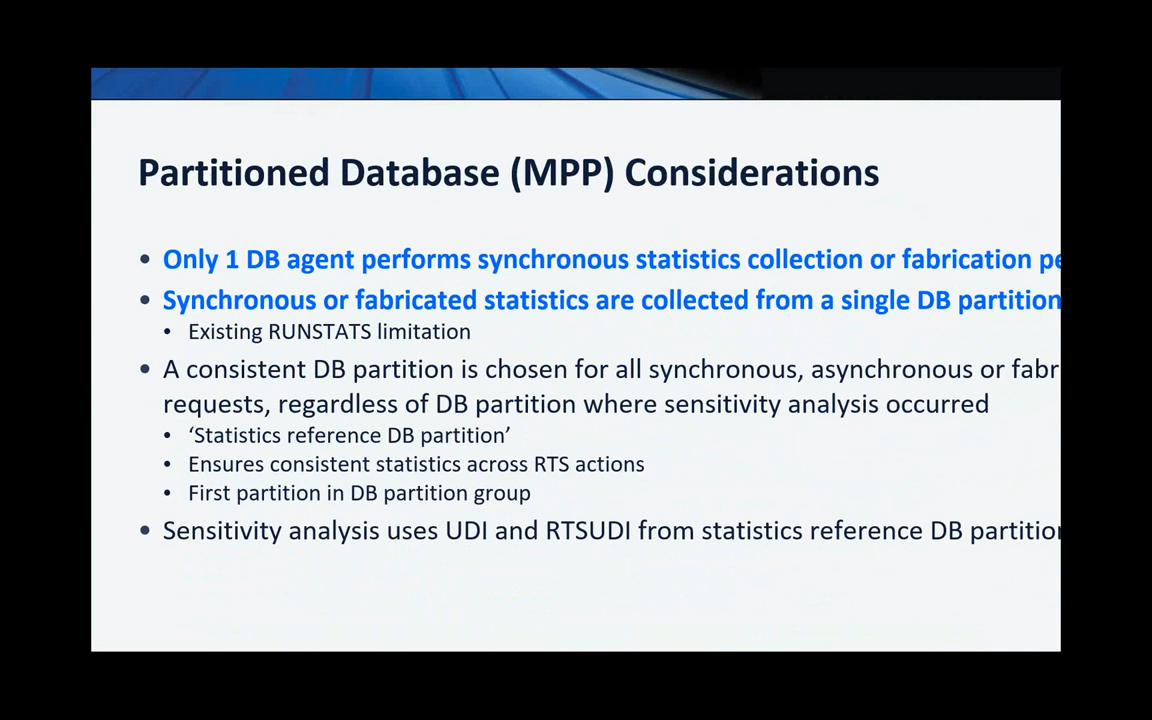 Partitioned Database (MPP) Considerations
• Only 1 DB agent performs synchronous statistics collection or fabrication
• Synchronous or fabricated statistics are collected from a single DB partition
• Existing RUNSTATS limitation
• A consistent DB partition is chosen for all synchronous, asynchronous or
requests, regardless of DB partition where sensitivity analysis occurred
• ‘Statistics reference DB partition’
• Ensures consistent statistics across RTS actions
• First partition in DB partition group
• Sensitivity analysis uses UDI and RTSUDI from statistics reference DB partition